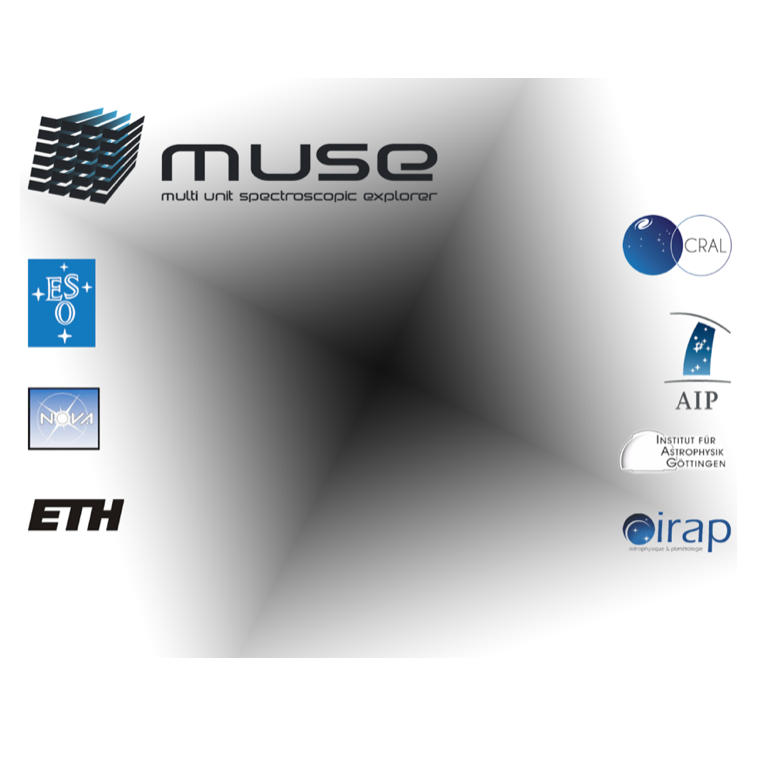 muse
multi unit spectroscopic explorer
ESO
NOVA
ETH
CRAL
AIP
INSTITUT FÜR
ASTROPHYSIK
GÖTTINGEN
irap
astrophysique & planétologie